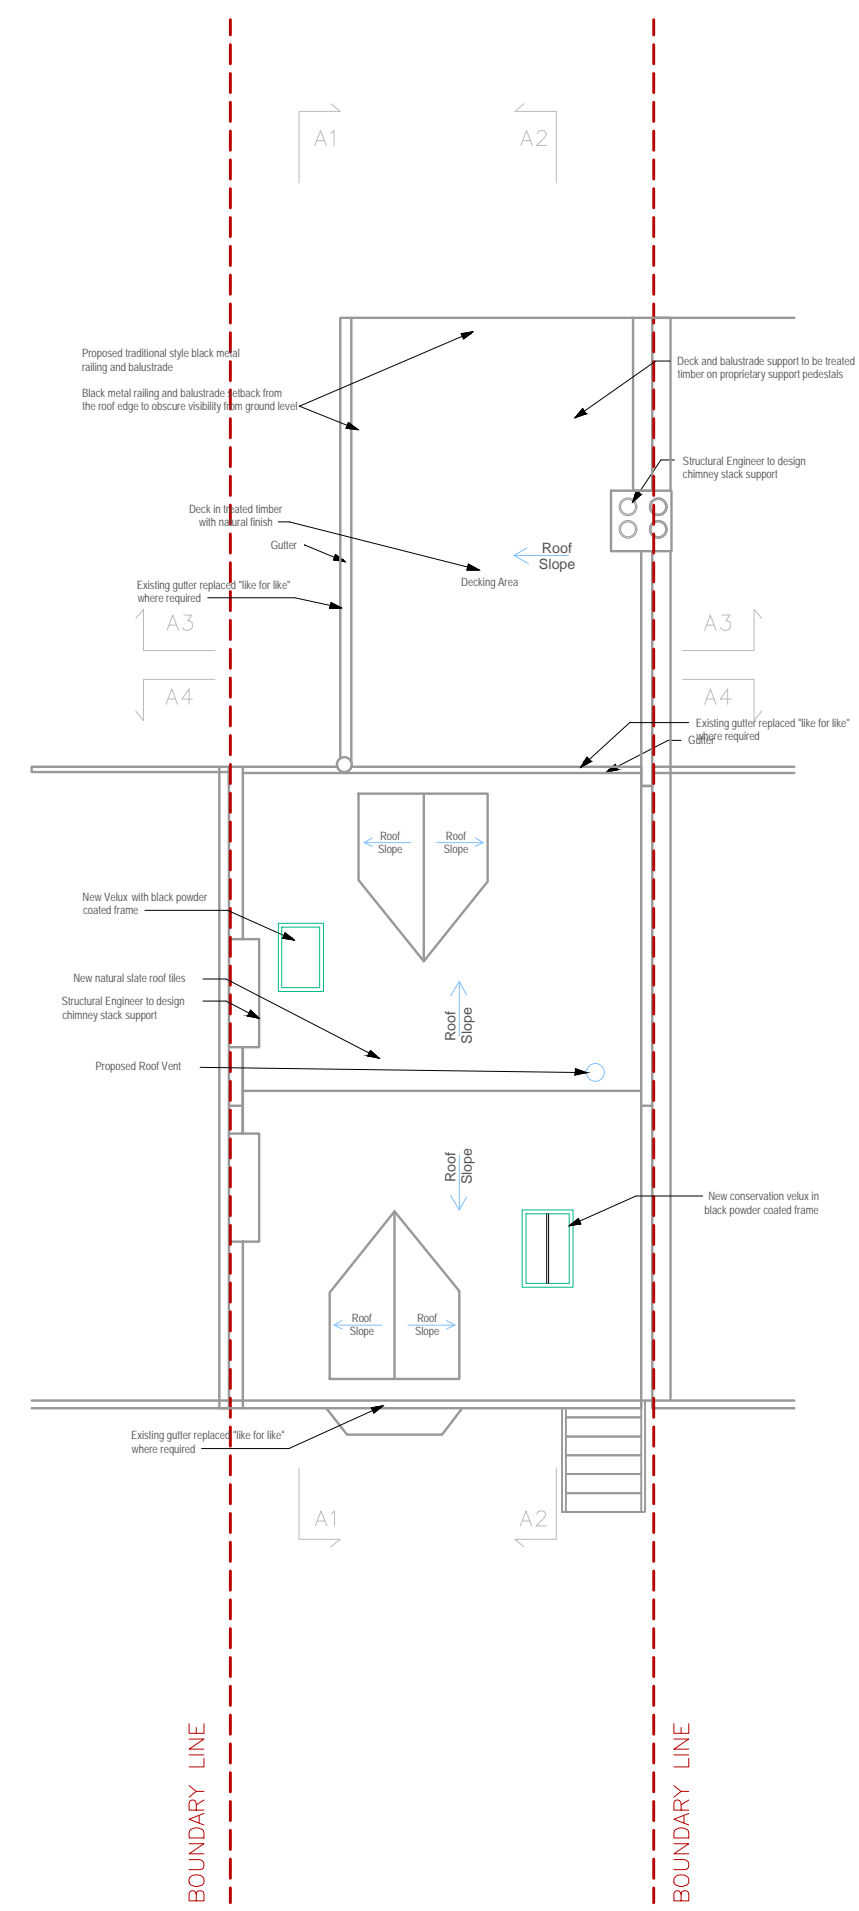 A1
A2
Proposed traditional style black metal
railing and balustrade
Deck and balustrade support to be treated
timber on proprietary support pedestals
Black metal railing and balustrade setback from
the roof edge to obscure visibility from ground level
Structural Engineer to design
chimney stack support
Deck in treated timber
with natural finish
Gutter
Roof
Slope
Decking Area
Existing gutter replaced "like for like"
where required
A3
A3
A4
A4
Existing gutter replaced "like for like"
where required
Gutter
Roof
Slope
Roof
Slope
New Velux with black powder
coated frame
New natural slate roof tiles
Structural Engineer to design
chimney stack support
Roof
Slope
Proposed Roof Vent
Roof
Slope
New conservation velux in
black powder coated frame
Roof
Slope
Roof
Slope
Existing gutter replaced "like for like"
where required
A1
A2
BOUNDARY LINE
BOUNDARY LINE